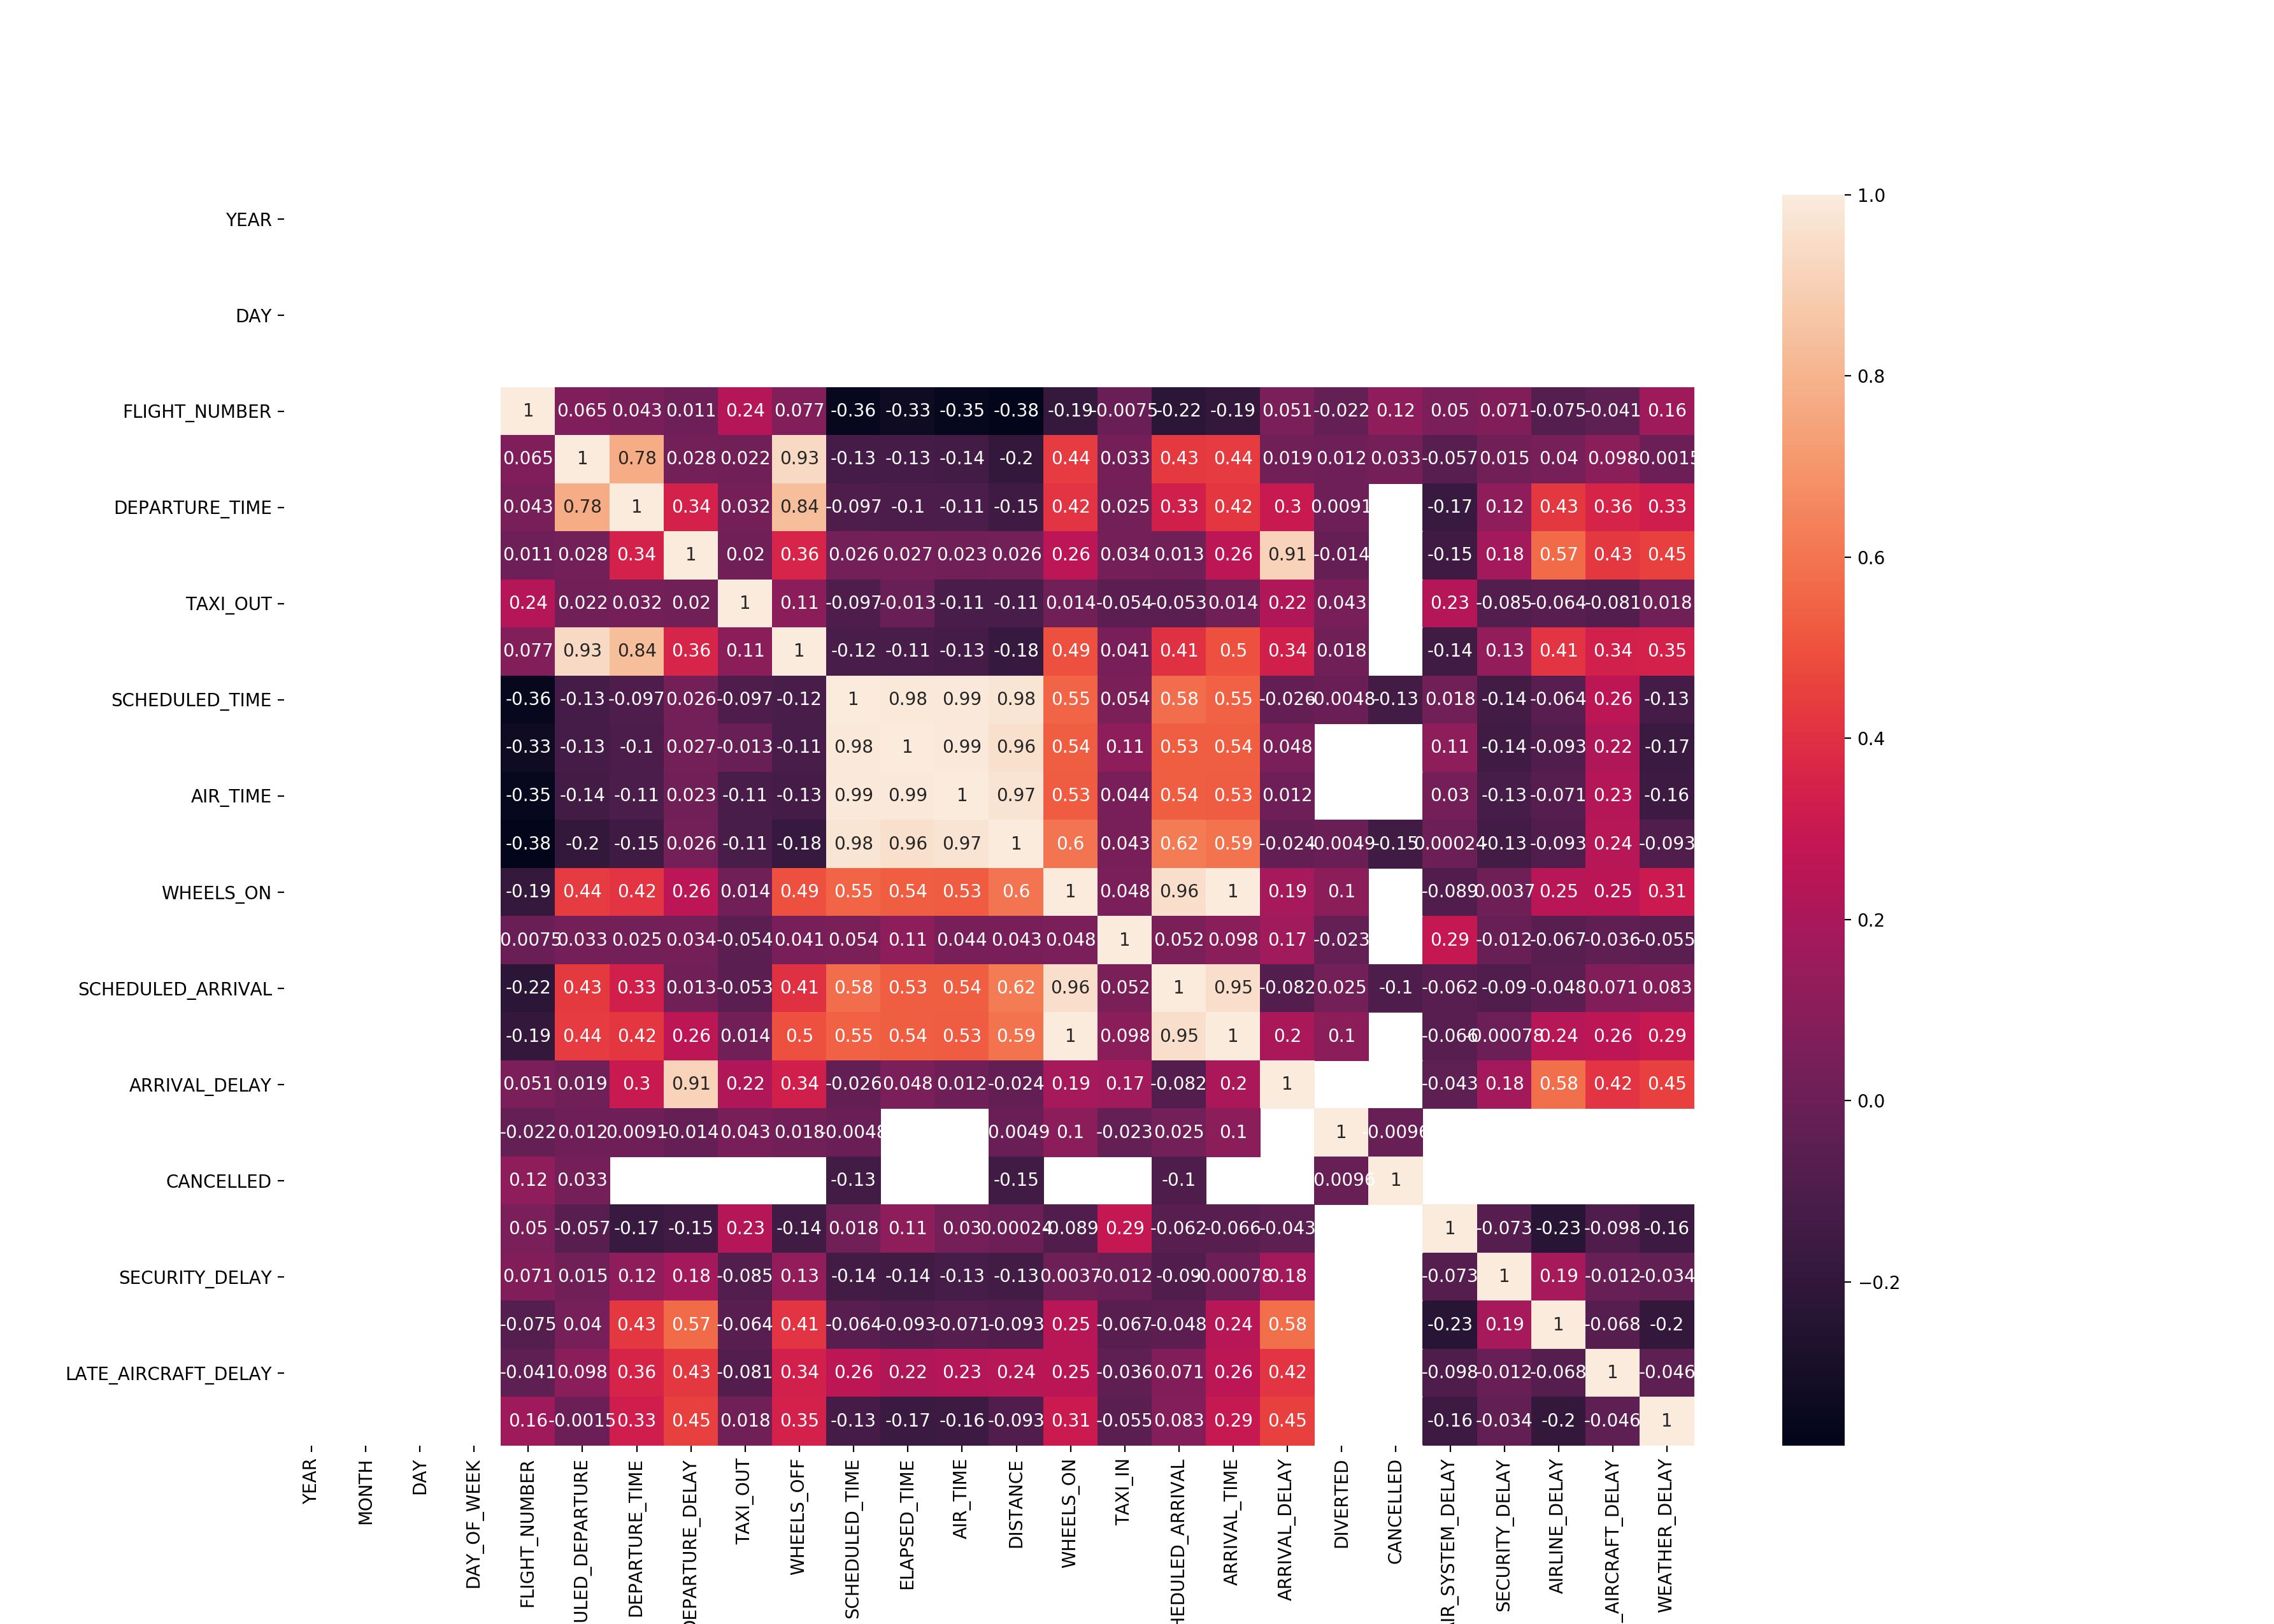 YEAR
DAY
FLIGHT_NUMBER 1 0.065 0.043 0.011 0.24 0.077 -0.36 -0.33 -0.35 -0.38 -0.19 -0.0075 -0.22 -0.19 0.051 -0.022 0.12 0.05 0.071 -0.075 -0.041 0.16
0.065 1 0.78 0.028 0.022 0.93 -0.13 -0.13 -0.14 -0.2 0.44 0.033 0.43 0.44 0.019 0.012 0.033 -0.057 0.015 0.04 0.098 -0.0015
DEPARTURE_TIME 0.043 0.78 1 0.34 0.032 0.84 -0.097 -0.1 -0.11 -0.15 0.42 0.025 0.33 0.42 0.3 0.0091 -0.17 0.12 0.43 0.36 0.33
0.011 0.028 0.34 1 0.02 0.36 0.026 0.027 0.023 0.026 0.26 0.034 0.013 0.26 0.91 -0.014 -0.15 0.18 0.57 0.43 0.45
TAXI_OUT 0.24 0.022 0.032 0.02 1 0.11 -0.097 -0.013 -0.11 -0.11 0.014 -0.054 -0.053 0.014 0.22 0.043 0.23 -0.085 -0.064 -0.081 0.018
0.077 0.93 0.84 0.36 0.11 1 -0.12 -0.11 -0.13 -0.18 0.49 0.041 0.41 0.5 0.34 0.018 -0.14 0.13 0.41 0.34 0.35
SCHEDULED_TIME -0.36 -0.13 -0.097 0.026 -0.097 -0.12 1 0.98 0.99 0.98 0.55 0.054 0.58 0.55 -0.026 -0.0048 -0.13 0.018 -0.14 -0.064 0.26 -0.13
-0.33 -0.13 -0.1 0.027 -0.013 -0.11 0.98 1 0.99 0.96 0.54 0.11 0.53 0.54 0.048 0.11 -0.14 -0.093 0.22 -0.17
AIR_TIME -0.35 -0.14 -0.11 0.023 -0.11 -0.13 0.99 0.99 1 0.97 0.53 0.044 0.54 0.53 0.012 0.03 -0.13 -0.071 0.23 -0.16
-0.38 -0.2 -0.15 0.026 -0.11 -0.18 0.98 0.96 0.97 1 0.6 0.043 0.62 0.59 -0.024 0.0049 -0.15 0.00024 -0.13 -0.093 0.24 -0.093
WHEELS_ON -0.19 0.44 0.42 0.26 0.014 0.49 0.55 0.54 0.53 0.6 1 0.048 0.96 1 0.19 0.1 -0.089 0.0037 0.25 0.25 0.31
-0.0075 0.033 0.025 0.034 -0.054 0.041 0.054 0.11 0.044 0.043 0.048 1 0.052 0.098 0.17 -0.023 0.29 -0.012 -0.067 -0.036 -0.055
SCHEDULED_ARRIVAL -0.22 0.43 0.33 0.013 -0.053 0.41 0.58 0.53 0.54 0.62 0.96 0.052 1 0.95 -0.082 0.025 -0.1 -0.062 -0.09 -0.048 0.071 0.083
-0.19 0.44 0.42 0.26 0.014 0.5 0.55 0.54 0.53 0.59 1 0.098 0.95 1 0.2 0.1 -0.066 -0.00078 0.24 0.26 0.29
ARRIVAL_DELAY 0.051 0.019 0.3 0.91 0.22 0.34 -0.026 0.048 0.012 -0.024 0.19 0.17 -0.082 0.2 1 -0.043 0.18 0.58 0.42 0.45
-0.022 0.012 0.0091 -0.014 0.043 0.018 -0.0048 0.0049 0.1 -0.023 0.025 0.1 1 -0.0096
CANCELLED 0.12 0.033 -0.13 -0.15 -0.1 -0.0096 1
0.05 -0.057 -0.17 -0.15 0.23 -0.14 0.018 0.11 0.03 0.00024 -0.089 0.29 -0.062 -0.066 -0.043 1 -0.073 -0.23 -0.098 -0.16
SECURITY_DELAY 0.071 0.015 0.12 0.18 -0.085 0.13 -0.14 -0.14 -0.13 -0.13 0.0037 -0.012 -0.09 -0.00078 0.18 -0.073 1 0.19 -0.012 -0.034
-0.075 0.04 0.43 0.57 -0.064 0.41 -0.064 -0.093 -0.071 -0.093 0.25 -0.067 -0.048 0.24 0.58 -0.23 0.19 1 -0.068 -0.2
LATE_AIRCRAFT_DELAY -0.041 0.098 0.36 0.43 -0.081 0.34 0.26 0.22 0.23 0.24 0.25 -0.036 0.071 0.26 0.42 -0.098 -0.012 -0.068 1 -0.046
0.16 -0.0015 0.33 0.45 0.018 0.35 -0.13 -0.17 -0.16 -0.093 0.31 -0.055 0.083 0.29 0.45 -0.16 -0.034 -0.2 -0.046 1
YEAR
MONTH
DAY
DAY_OF_WEEK
FLIGHT_NUMBER
ULED_DEPARTURE
DEPARTURE_TIME
DEPARTURE_DELAY
TAXI_OUT
WHEELS_OFF
SCHEDULED_TIME
ELAPSED_TIME
AIR_TIME
DISTANCE
WHEELS_ON
TAXI_IN
HEDULED_ARRIVAL
ARRIVAL_TIME
ARRIVAL_DELAY
DIVERTED
CANCELLED
IR_SYSTEM_DELAY
SECURITY_DELAY
AIRLINE_DELAY
_AIRCRAFT_DELAY
WEATHER_DELAY
1.0
0.8
0.6
0.4
0.2
0.0
−0.2